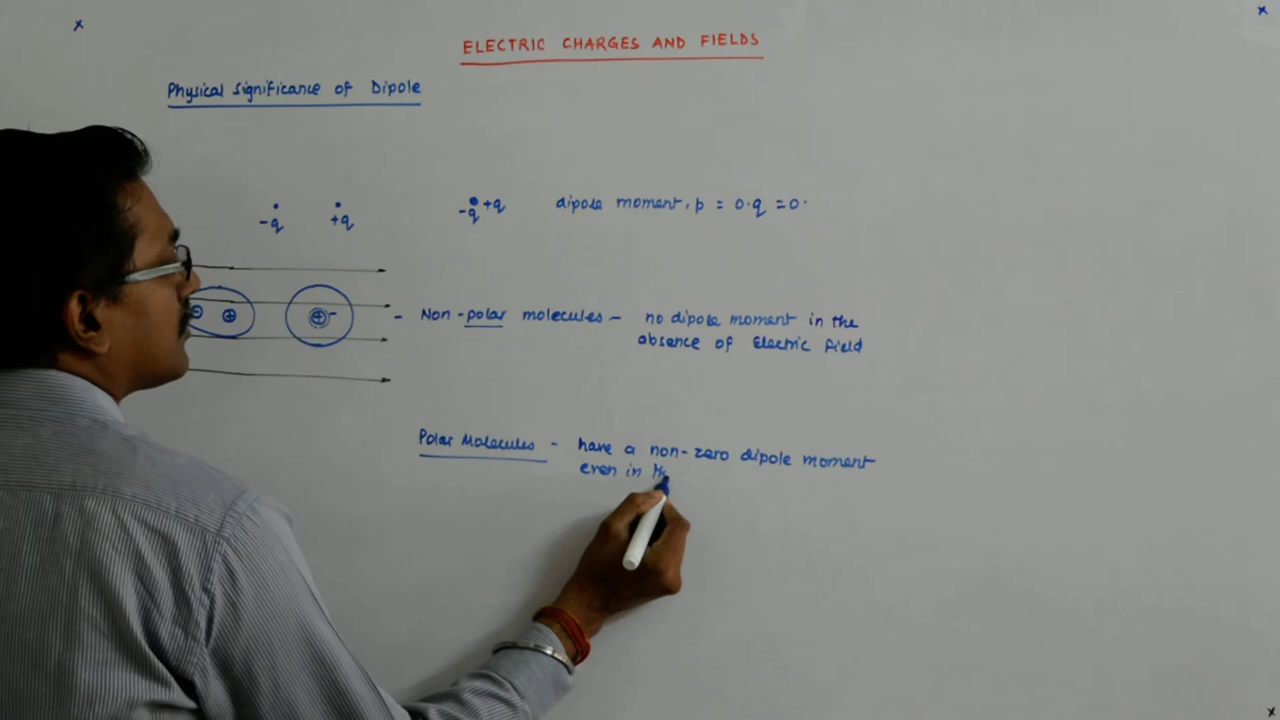 ELECTRIC CHARGES AND FIELDS
Physical Significance of Dipole
-q +q -q +q dipole moment, p = 0·q = 0·
- Non-polar molecules - no dipole moment in the
absence of Electric Field
Polar Molecules - have a non-zero dipole moment
even in